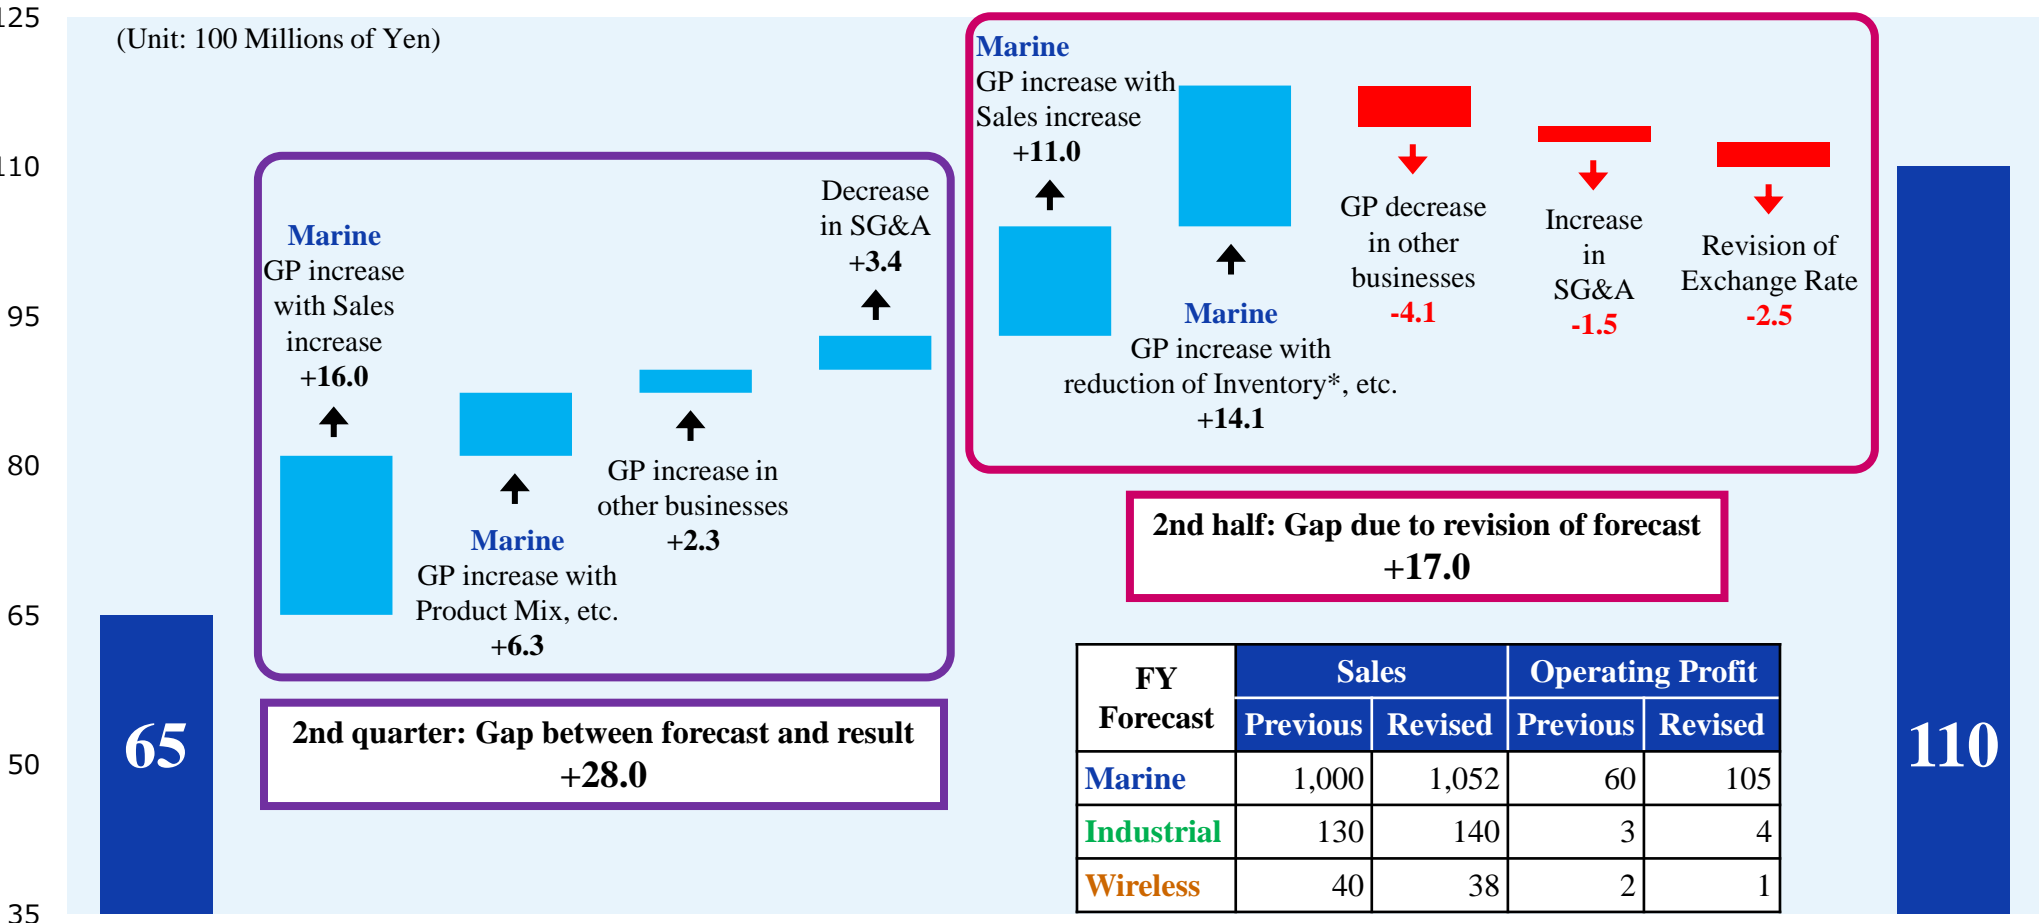 (Unit: 100 Millions of Yen)
125
110
95
80
65
50
35
65
Marine
GP increase
with Sales
increase
+16.0
Marine
GP increase with
Product Mix, etc.
+6.3
GP increase in
other businesses
+2.3
Decrease
in SG&A
+3.4
2nd quarter: Gap between forecast and result
+28.0
Marine
GP increase with
Sales increase
+11.0
Marine
GP increase with
reduction of Inventory*, etc.
+14.1
GP decrease
in other
businesses
-4.1
Increase
in
SG&A
-1.5
Revision of
Exchange Rate
-2.5
2nd half: Gap due to revision of forecast
+17.0
110
FY
Forecast
Sales
Operating Profit
Previous Revised Previous Revised
Marine 1,000 1,052 60 105
Industrial 130 140 3 4
Wireless 40 38 2 1